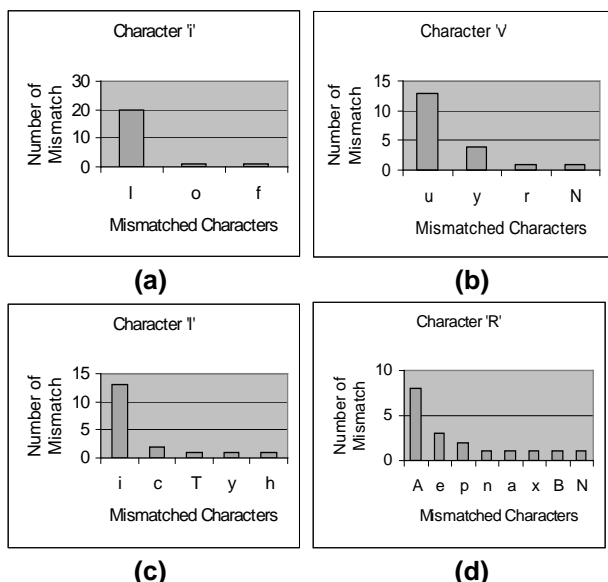 Character 'i'
Number of
Mismatch
30
20
10
0
l o f
Mismatched Characters
(a)
Character 'v'
Number of
Mismatch
15
10
5
0
u y r N
Mismatched Characters
(b)
Character 'l'
Number of
Mismatch
15
10
5
0
i c T y h
Mismatched Characters
(c)
Character 'R'
Number of
Mismatch
10
5
0
A e p n a x B N
Mismatched Characters
(d)